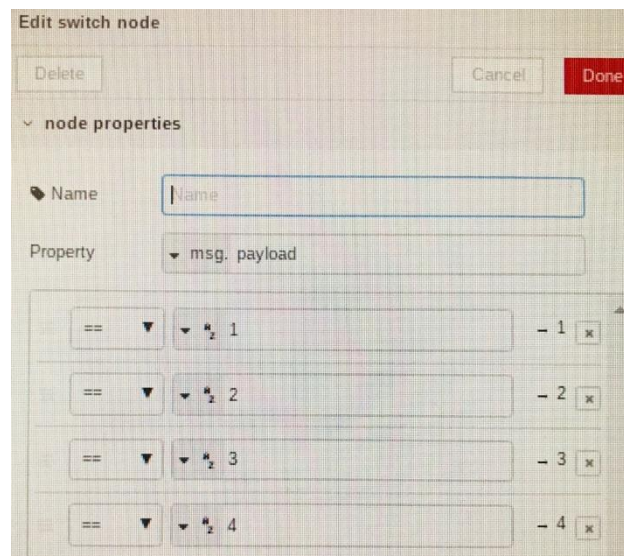 Edit switch node
Delete Cancel Done
node properties
Name Name
Property msg. payload
== 1 → 1 x
== 2 → 2 x
== 3 → 3 x
== 4 → 4 x